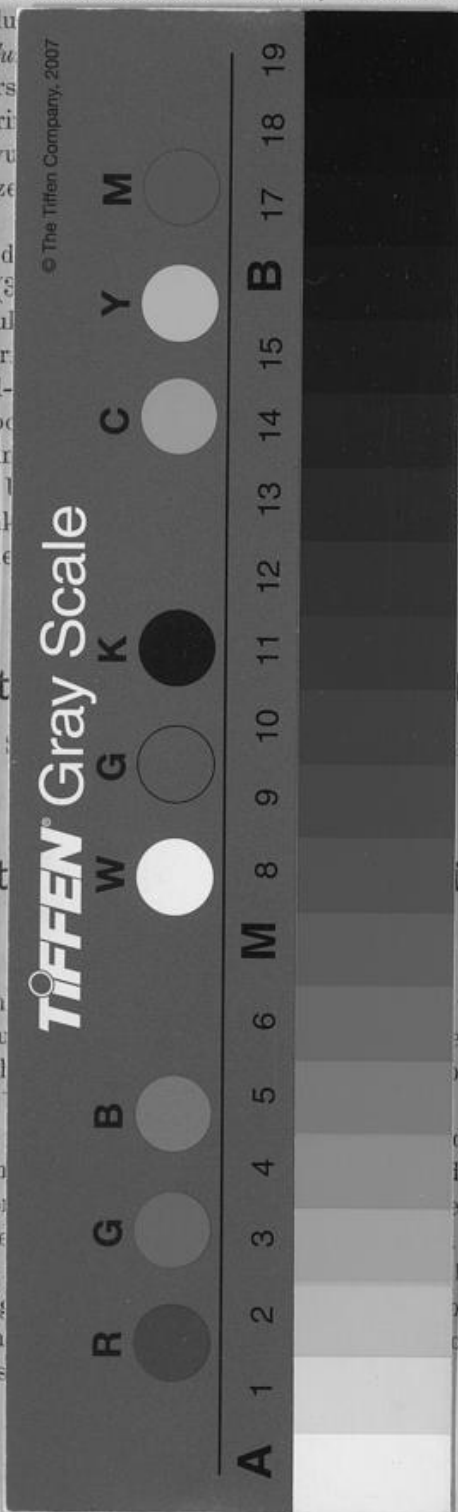 TIFFEN® Gray Scale
© The Tiffen Company, 2007
R G B W G K C Y M
A 1 2 3 4 5 6 M 8 9 10 11 12 13 14 15 B 17 18 19